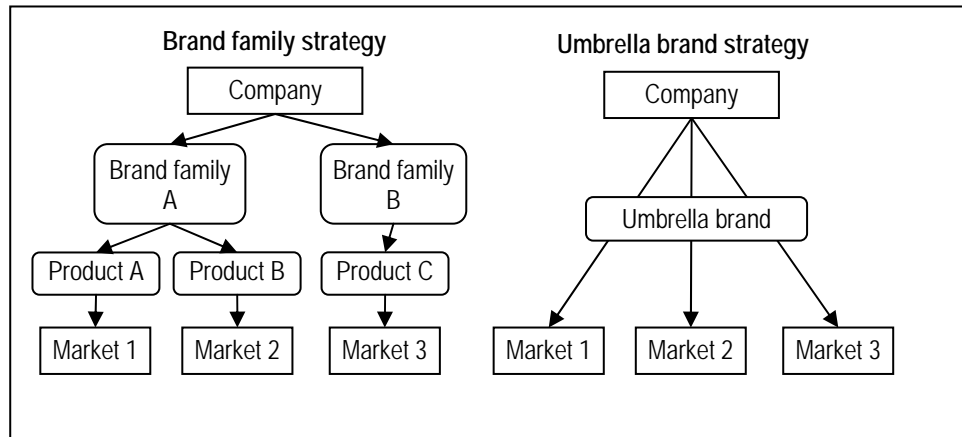 Brand family strategy
Company
Brand family
A
Brand family
B
Product A
Product B
Product C
Market 1
Market 2
Market 3
Umbrella brand strategy
Company
Umbrella brand
Market 1
Market 2
Market 3